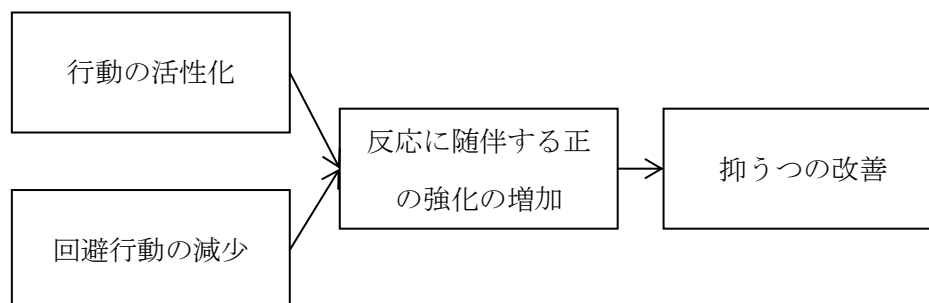 行動の活性化
回避行動の減少
反応に随伴する正
の強化の増加
抑うつの改善